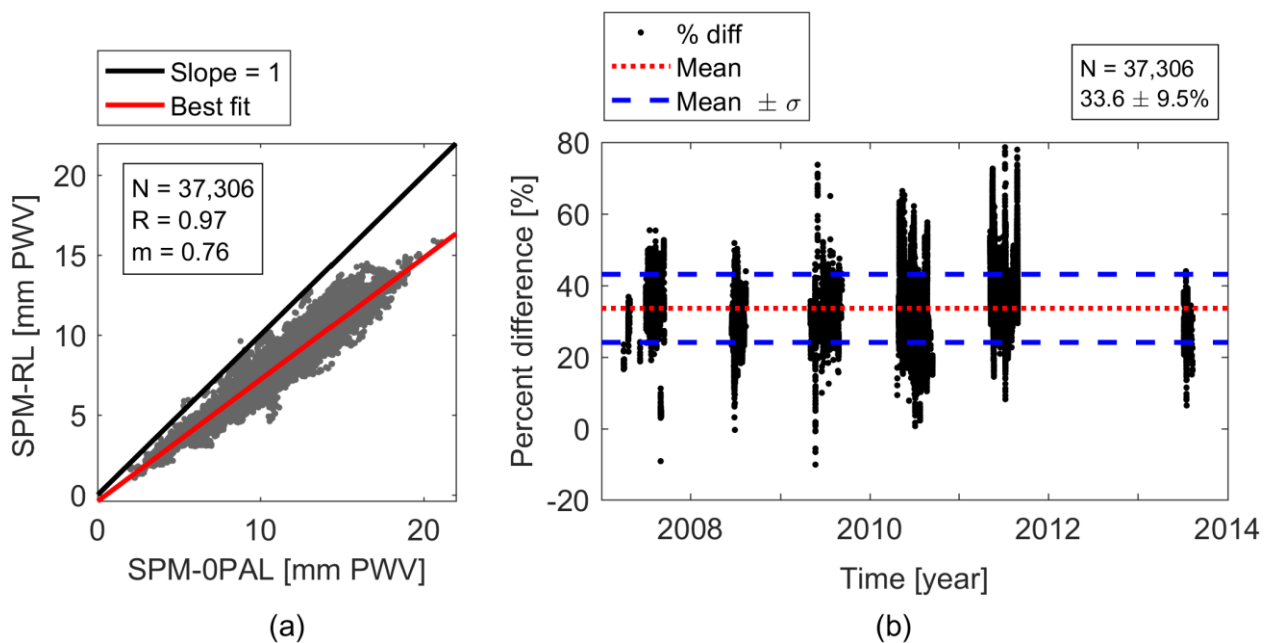 Slope = 1
Best fit
N = 37,306
R = 0.97
m = 0.76
SPM-RL [mm PWV]
20
15
10
5
0
0
10
20
SPM-0PAL [mm PWV]
(a)
% diff
Mean
Mean ± σ
N = 37,306
33.6 ± 9.5%
Percent difference [%]
80
60
40
20
0
-20
2008
2010
2012
2014
Time [year]
(b)